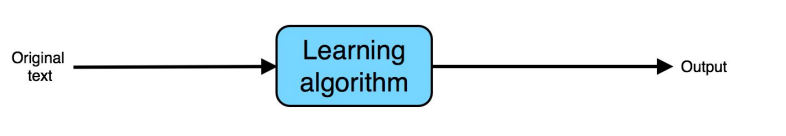 Original
text
Learning
algorithm
Output